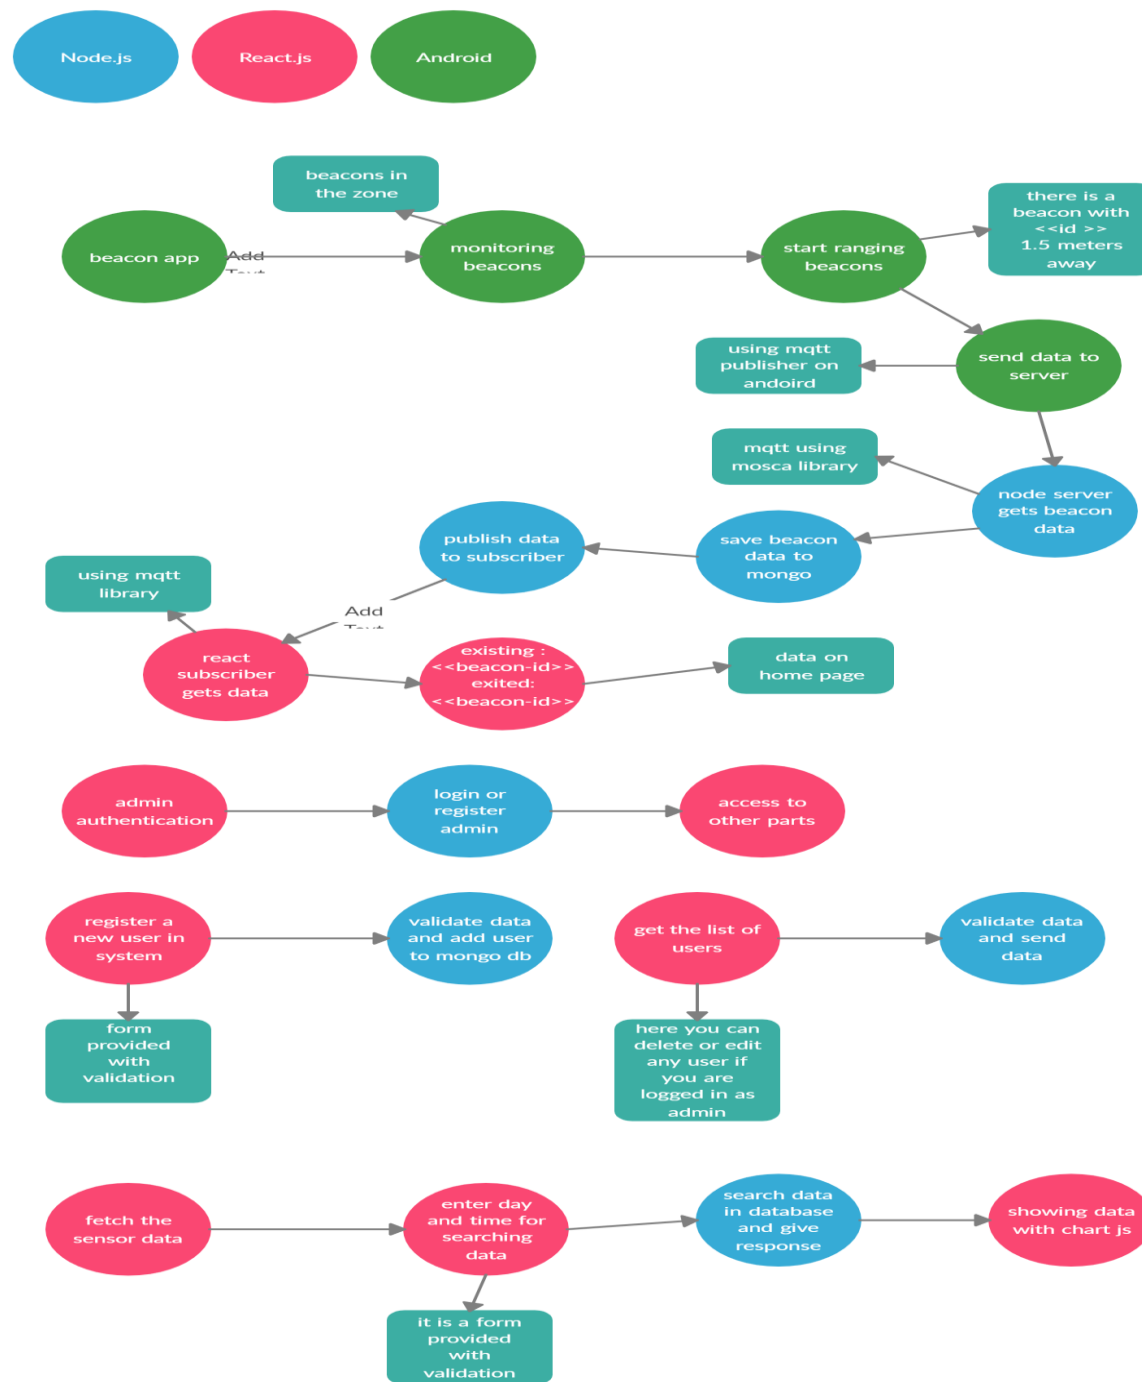 Node.js
React.js
Android
beacons in
the zone
there is a
beacon with
<<id >>
1.5 meters
away
beacon app
Add
Text
monitoring
beacons
start ranging
beacons
using mqtt
publisher on
andoird
send data to
server
mqtt using
mosca library
node server
gets beacon
data
publish data
to subscriber
save beacon
data to
mongo
using mqtt
library
Add
Text
react
subscriber
gets data
existing :
<<beacon-id>>
exited:
<<beacon-id>>
data on
home page
admin
authentication
login or
register
admin
access to
other parts
register a
new user in
system
validate data
and add user
to mongo db
get the list of
users
validate data
and send
data
form
provided
with
validation
here you can
delete or edit
any user if
you are
logged in as
admin
fetch the
sensor data
enter day
and time for
searching
data
search data
in database
and give
response
showing data
with chart js
it is a form
provided
with
validation